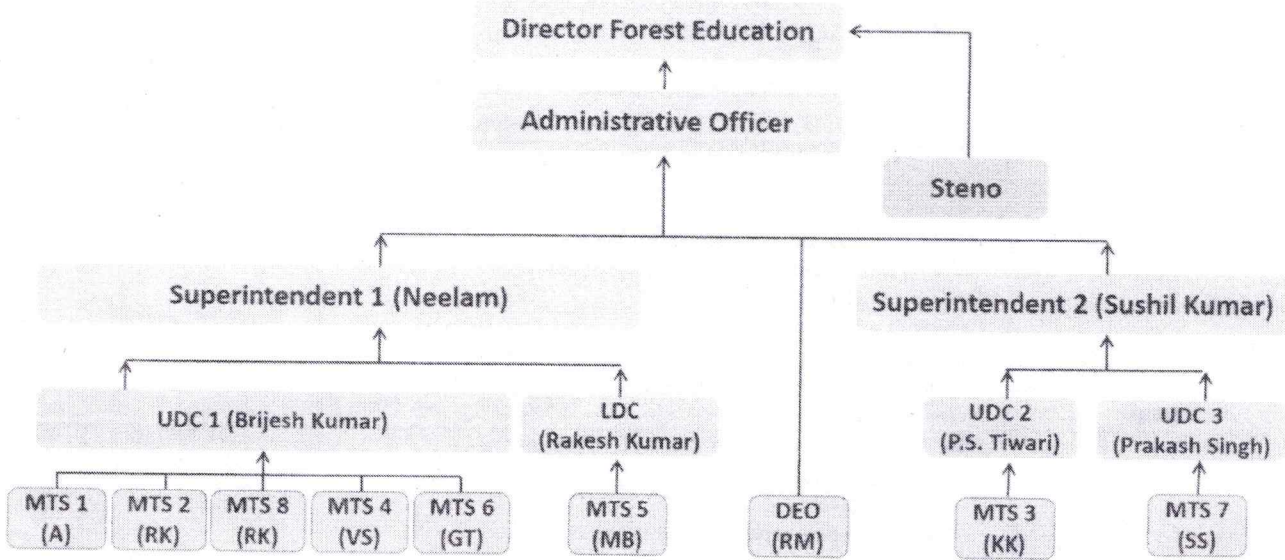 Director Forest Education
Administrative Officer
Steno
Superintendent 1 (Neelam)
Superintendent 2 (Sushil Kumar)
UDC 1 (Brijesh Kumar)
LDC
(Rakesh Kumar)
UDC 2
(P.S. Tiwari)
UDC 3
(Prakash Singh)
MTS 1
(A)
MTS 2
(RK)
MTS 8
(RK)
MTS 4
(VS)
MTS 6
(GT)
MTS 5
(MB)
DEO
(RM)
MTS 3
(KK)
MTS 7
(SS)